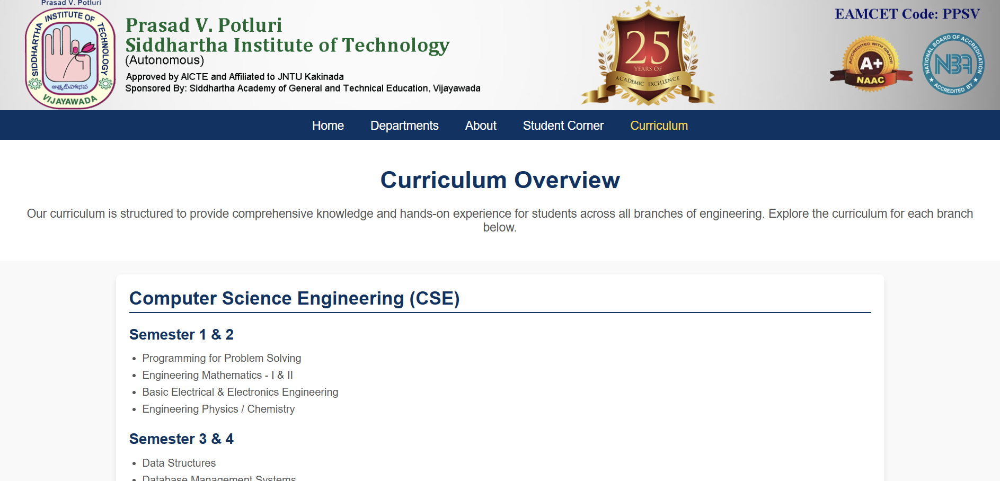 Prasad V. Potluri
SIDDHARTHA INSTITUTE OF TECHNOLOGY
ఆత్మదీపోభవ
VIJAYAWADA
Prasad V. Potluri
Siddhartha Institute of Technology
(Autonomous)
Approved by AICTE and Affiliated to JNTU Kakinada
Sponsored By: Siddhartha Academy of General and Technical Education, Vijayawada
25
YEARS OF
ACADEMIC EXCELLENCE
EAMCET Code: PPSV
ACCREDITED WITH GRADE
A+
NAAC
NATIONAL BOARD OF ACCREDITATION
NBA
ACCREDITED BY
Home Departments About Student Corner Curriculum
Curriculum Overview
Our curriculum is structured to provide comprehensive knowledge and hands-on experience for students across all branches of engineering. Explore the curriculum for each branch
below.
Computer Science Engineering (CSE)
Semester 1 & 2
• Programming for Problem Solving
• Engineering Mathematics - I & II
• Basic Electrical & Electronics Engineering
• Engineering Physics / Chemistry
Semester 3 & 4
• Data Structures
• Database Management Systems